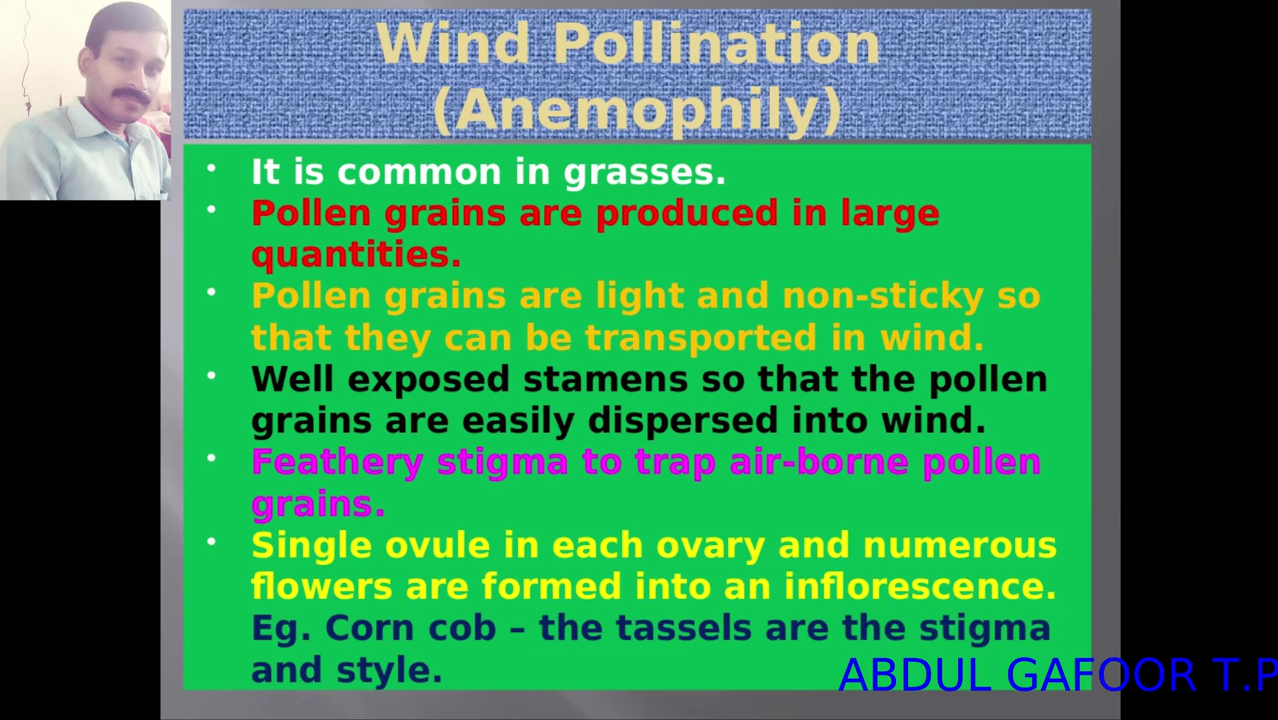 Wind Pollination
(Anemophily)
• It is common in grasses.
• Pollen grains are produced in large
quantities.
• Pollen grains are light and non-sticky so
that they can be transported in wind.
• Well exposed stamens so that the pollen
grains are easily dispersed into wind.
• Feathery stigma to trap air-borne pollen
grains.
• Single ovule in each ovary and numerous
flowers are formed into an inflorescence.
Eg. Corn cob – the tassels are the stigma
and style.
ABDUL GAFOOR T.P